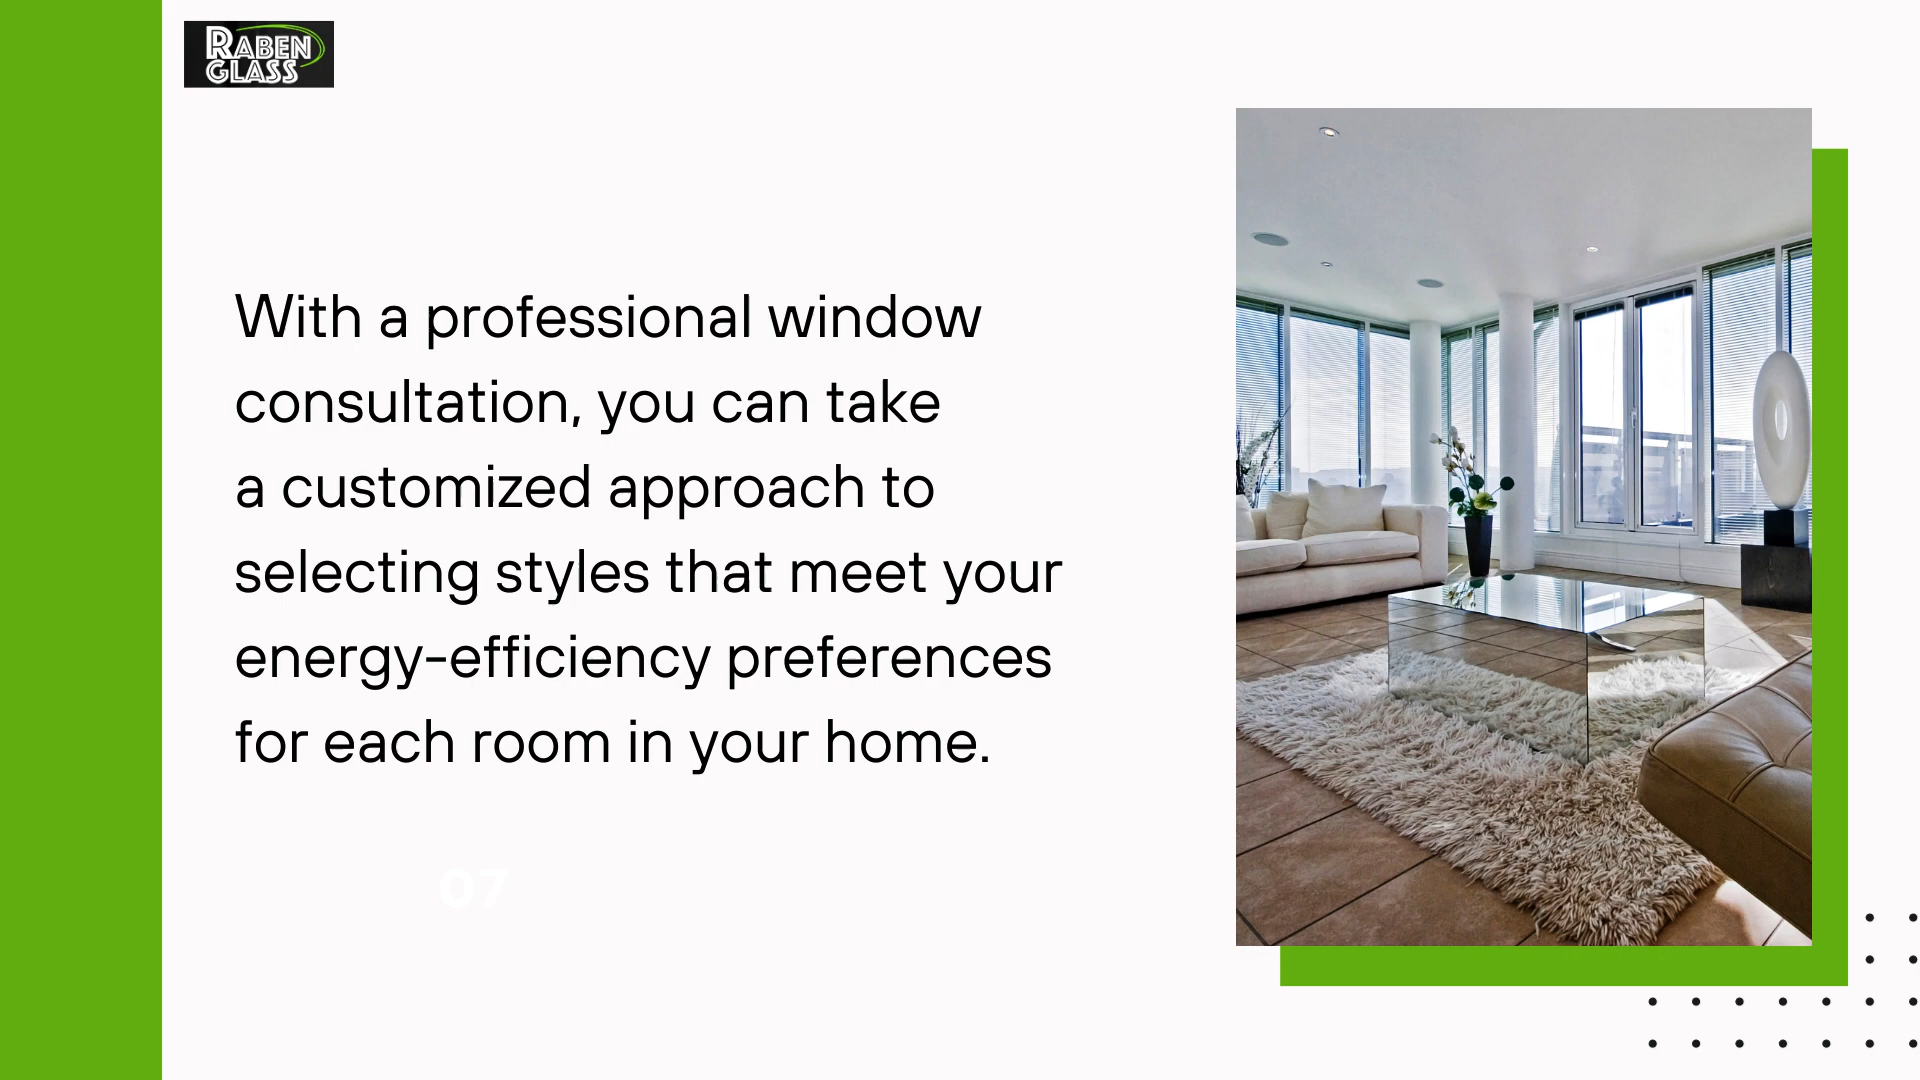 RABEN
GLASS
With a professional window
consultation, you can take
a customized approach to
selecting styles that meet your
energy-efficiency preferences
for each room in your home.
07